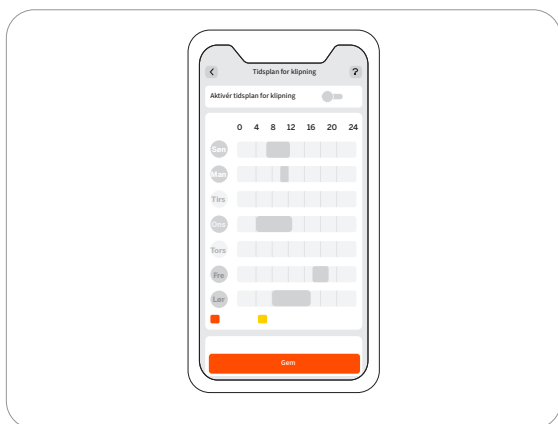 Tidsplan for klipning ?
Aktivér tidsplan for klipning
0 4 8 12 16 20 24
Søn
Man
Tirs
Ons
Tors
Fre
Lør
Gem